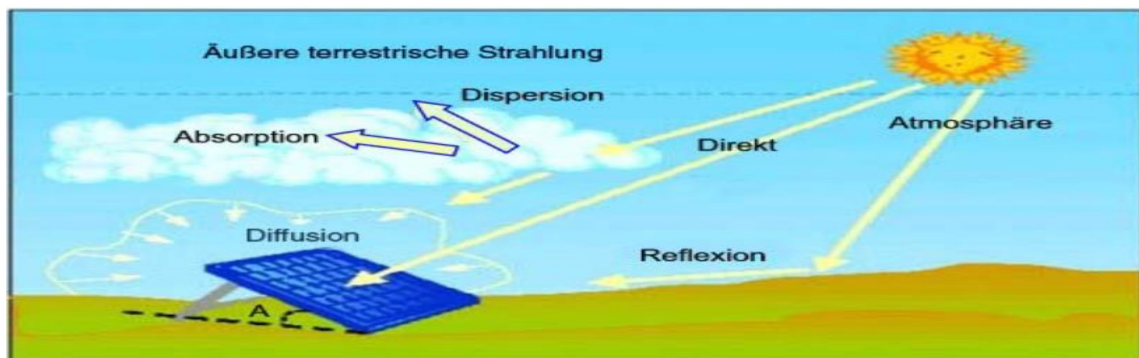 Äußere terrestrische Strahlung
Dispersion
Absorption
Atmosphäre
Direkt
Diffusion
Reflexion
A